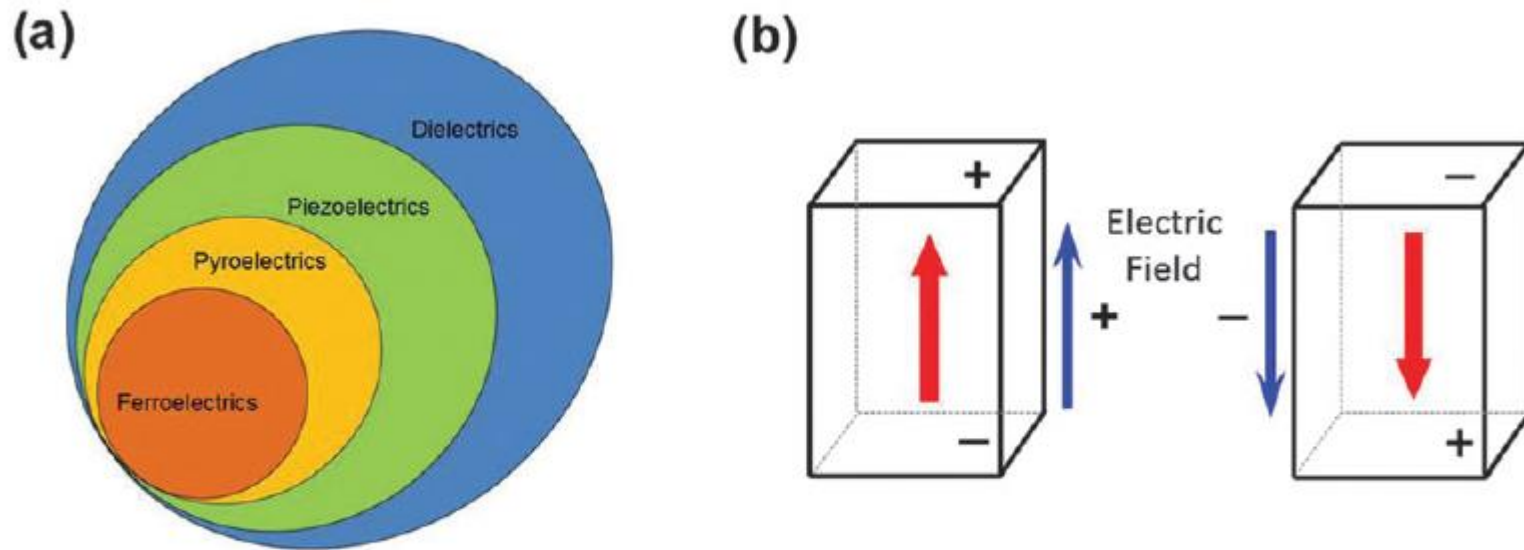 (a)
Dielectrics
Piezoelectrics
Pyroelectrics
Ferroelectrics
(b)
+
−
Electric
Field
+
−
−
+